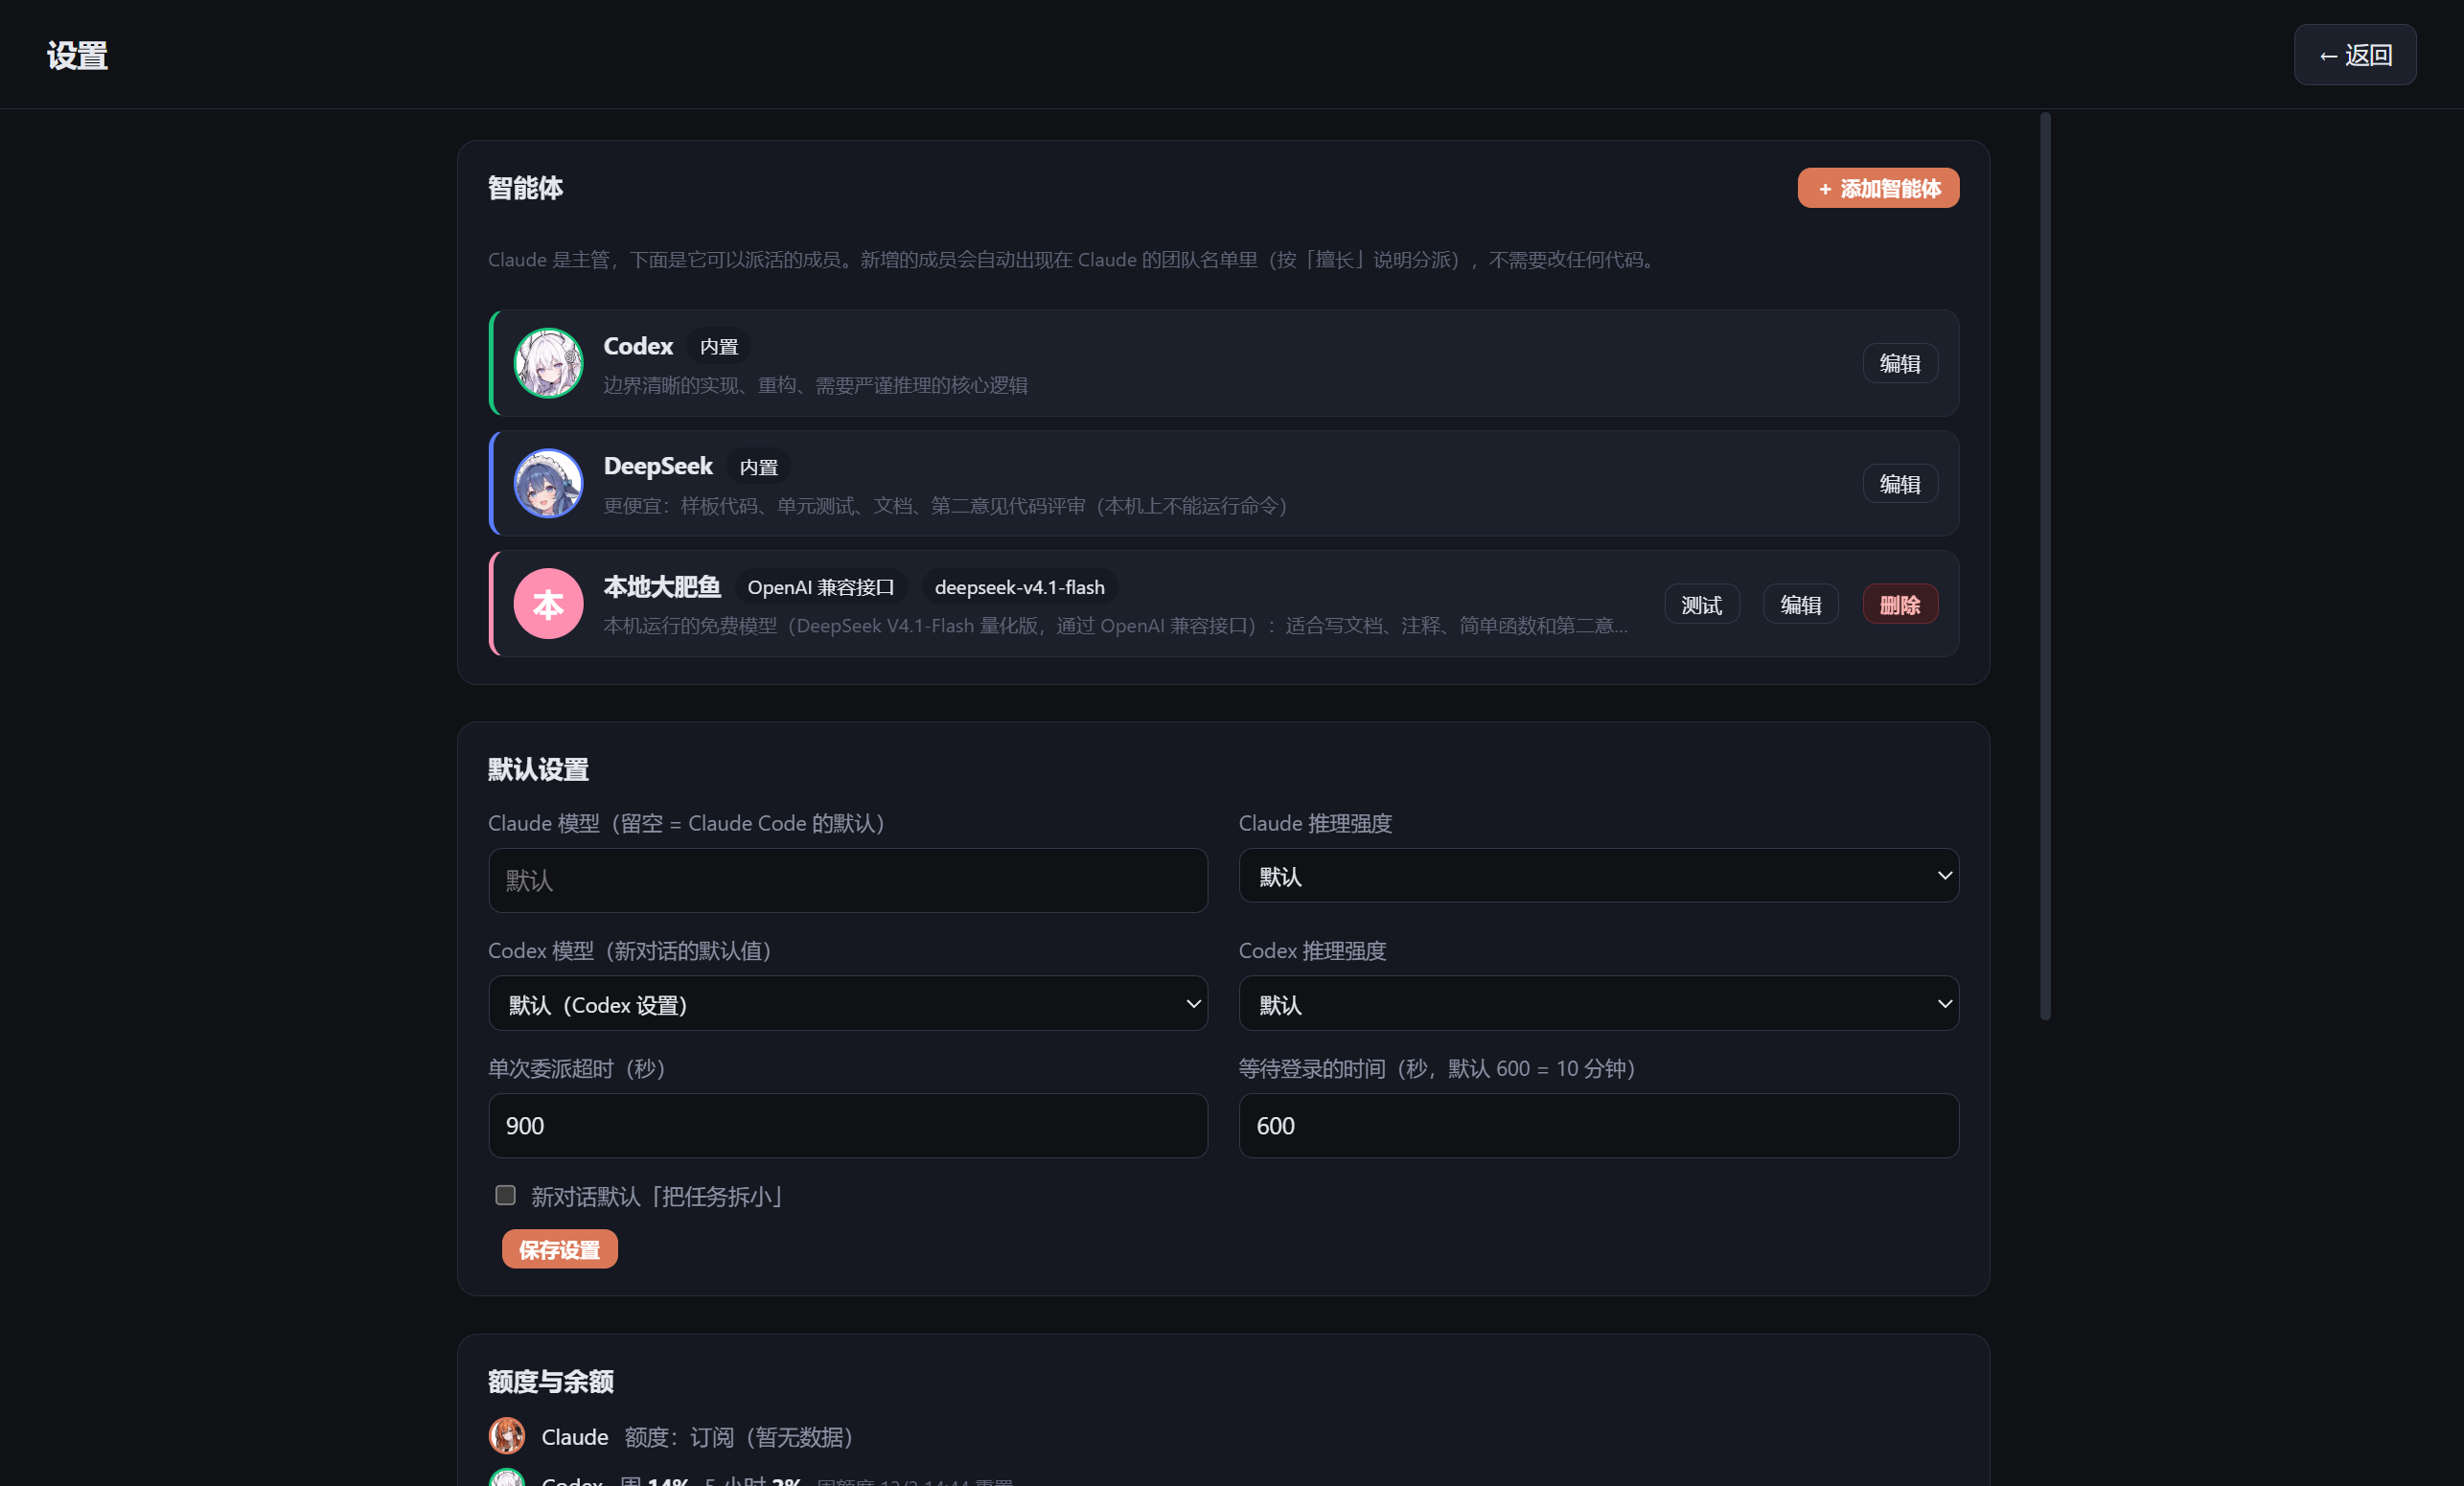 设置
← 返回
智能体
+ 添加智能体
Claude 是主管，下面是它可以派活的成员。新增的成员会自动出现在 Claude 的团队名单里（按「擅长」说明分派），不需要改任何代码。
Codex 内置
边界清晰的实现、重构、需要严谨推理的核心逻辑
编辑
DeepSeek 内置
更便宜：样板代码、单元测试、文档、第二意见代码评审（本机上不能运行命令）
编辑
本
本地大肥鱼 OpenAI 兼容接口 deepseek-v4.1-flash
本机运行的免费模型（DeepSeek V4.1-Flash 量化版，通过 OpenAI 兼容接口）：适合写文档、注释、简单函数和第二意...
测试 编辑 删除
默认设置
Claude 模型（留空 = Claude Code 的默认）
默认
Claude 推理强度
默认
Codex 模型（新对话的默认值）
默认（Codex 设置）
Codex 推理强度
默认
单次委派超时（秒）
900
等待登录的时间（秒，默认 600 = 10 分钟）
600
新对话默认「把任务拆小」
保存设置
额度与余额
Claude 额度：订阅（暂无数据）
Codex 周 14% 5 小时